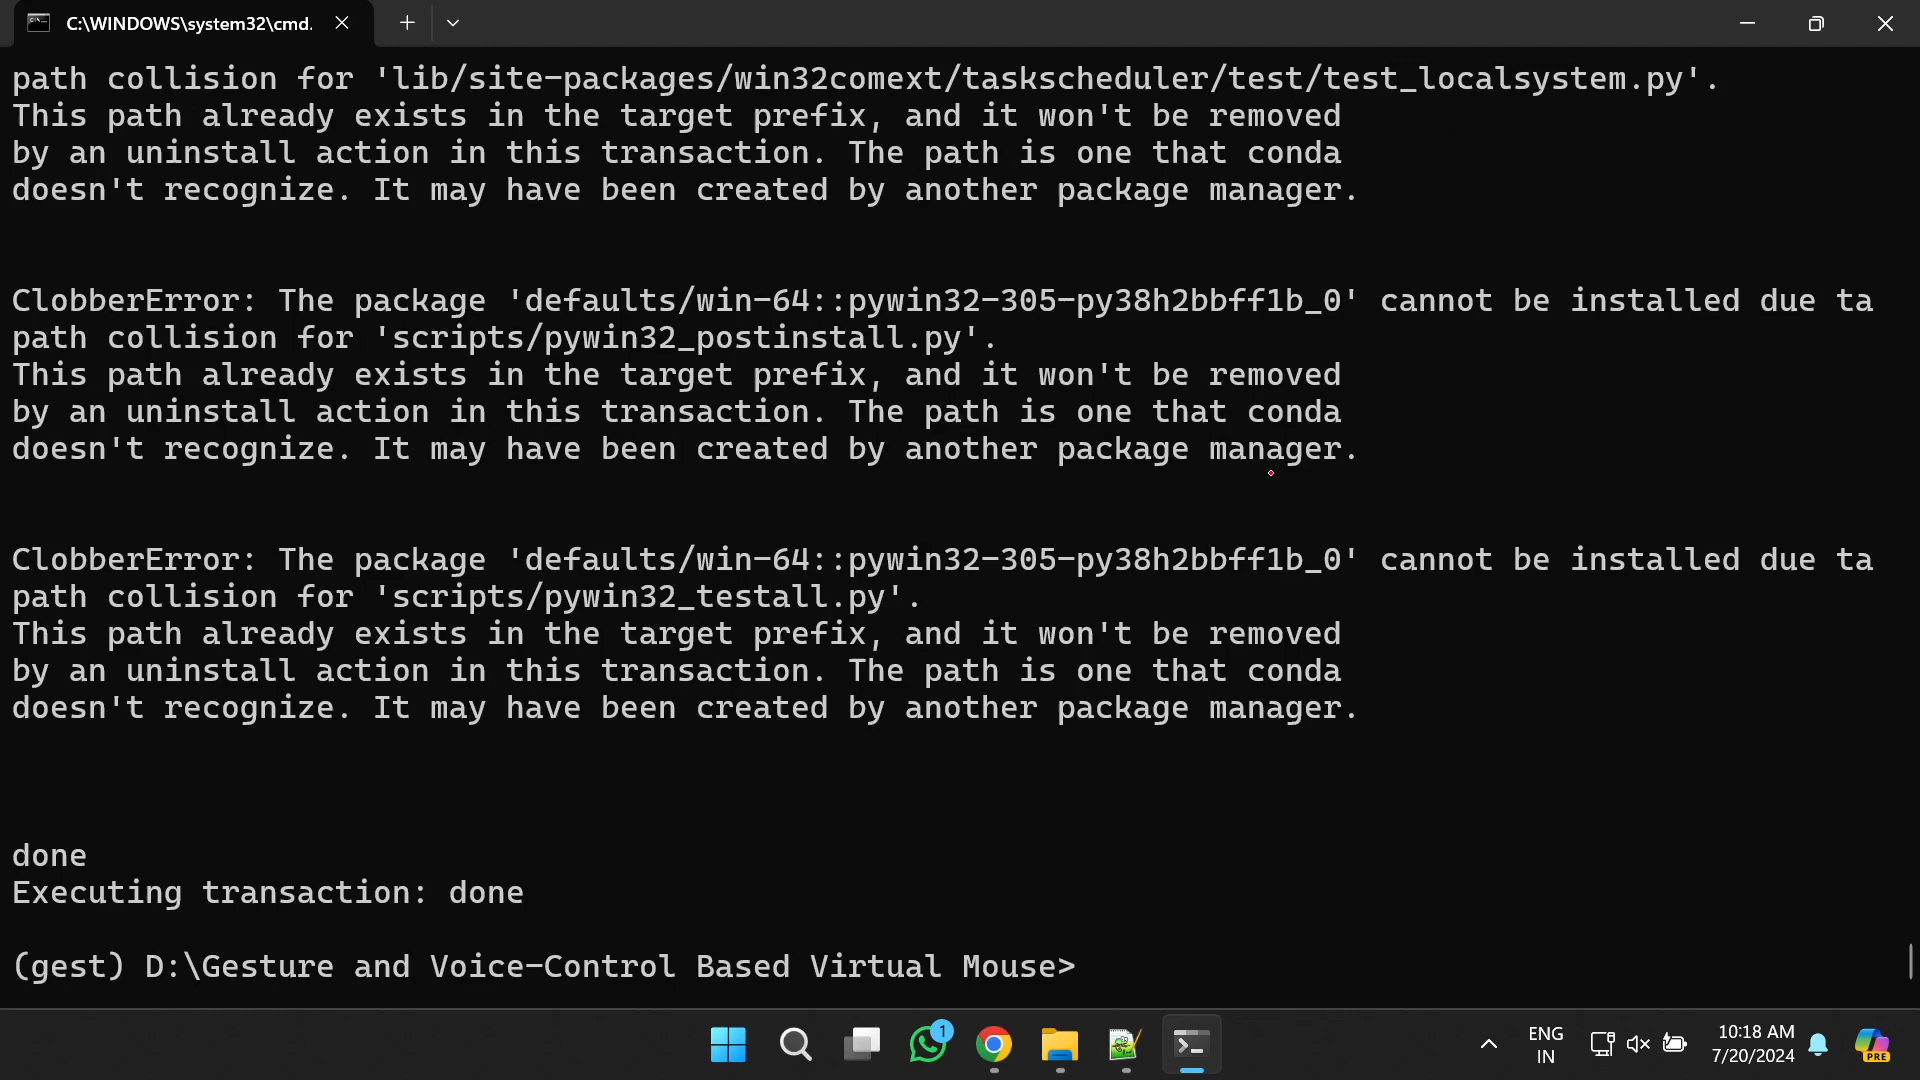 C:\WINDOWS\system32\cmd.
path collision for 'lib/site-packages/win32comext/taskscheduler/test/test_localsystem.py'.
This path already exists in the target prefix, and it won't be removed
by an uninstall action in this transaction. The path is one that conda
doesn't recognize. It may have been created by another package manager.
ClobberError: The package 'defaults/win-64::pywin32-305-py38h2bbff1b_0' cannot be installed due ta
path collision for 'scripts/pywin32_postinstall.py'.
This path already exists in the target prefix, and it won't be removed
by an uninstall action in this transaction. The path is one that conda
doesn't recognize. It may have been created by another package manager.
ClobberError: The package 'defaults/win-64::pywin32-305-py38h2bbff1b_0' cannot be installed due ta
path collision for 'scripts/pywin32_testall.py'.
This path already exists in the target prefix, and it won't be removed
by an uninstall action in this transaction. The path is one that conda
doesn't recognize. It may have been created by another package manager.
done
Executing transaction: done
(gest) D:\Gesture and Voice-Control Based Virtual Mouse>
1
ENG
IN
10:18 AM
7/20/2024
PRE